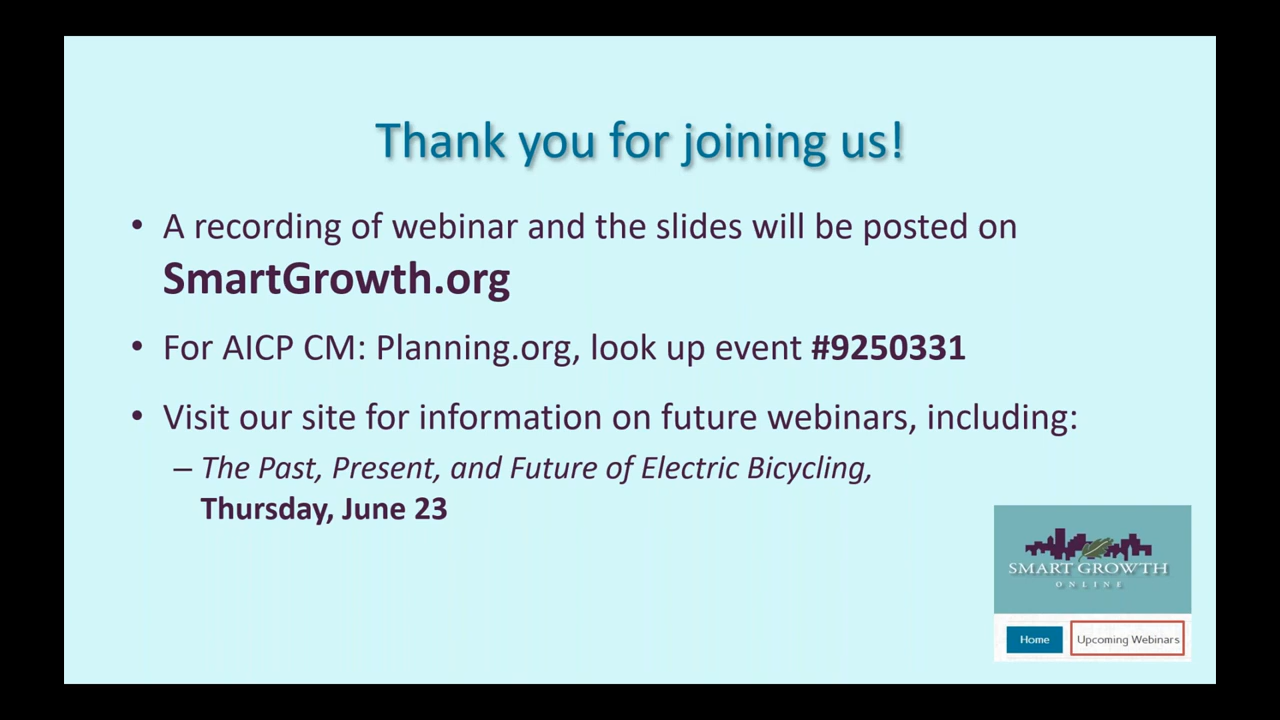 Thank you for joining us!
• A recording of webinar and the slides will be posted on
SmartGrowth.org
• For AICP CM: Planning.org, look up event #9250331
• Visit our site for information on future webinars, including:
– The Past, Present, and Future of Electric Bicycling,
Thursday, June 23
SMART GROWTH
ONLINE
Home Upcoming Webinars